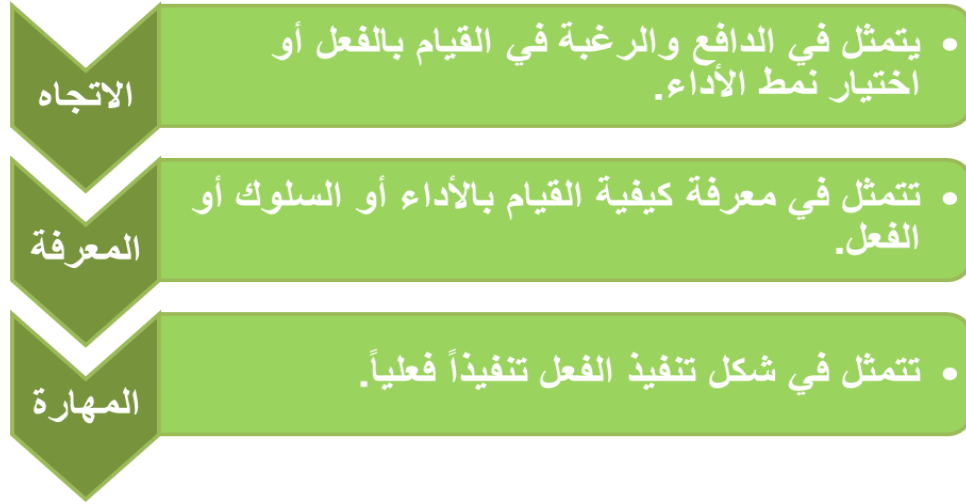 الاتجاه
• يتمثل في الدافع والرغبة في القيام بالفعل أو
اختيار نمط الأداء.
المعرفة
• تتمثل في معرفة كيفية القيام بالأداء أو السلوك أو
الفعل.
المهارة
• تتمثل في شكل تنفيذ الفعل تنفيذاً فعلياً.